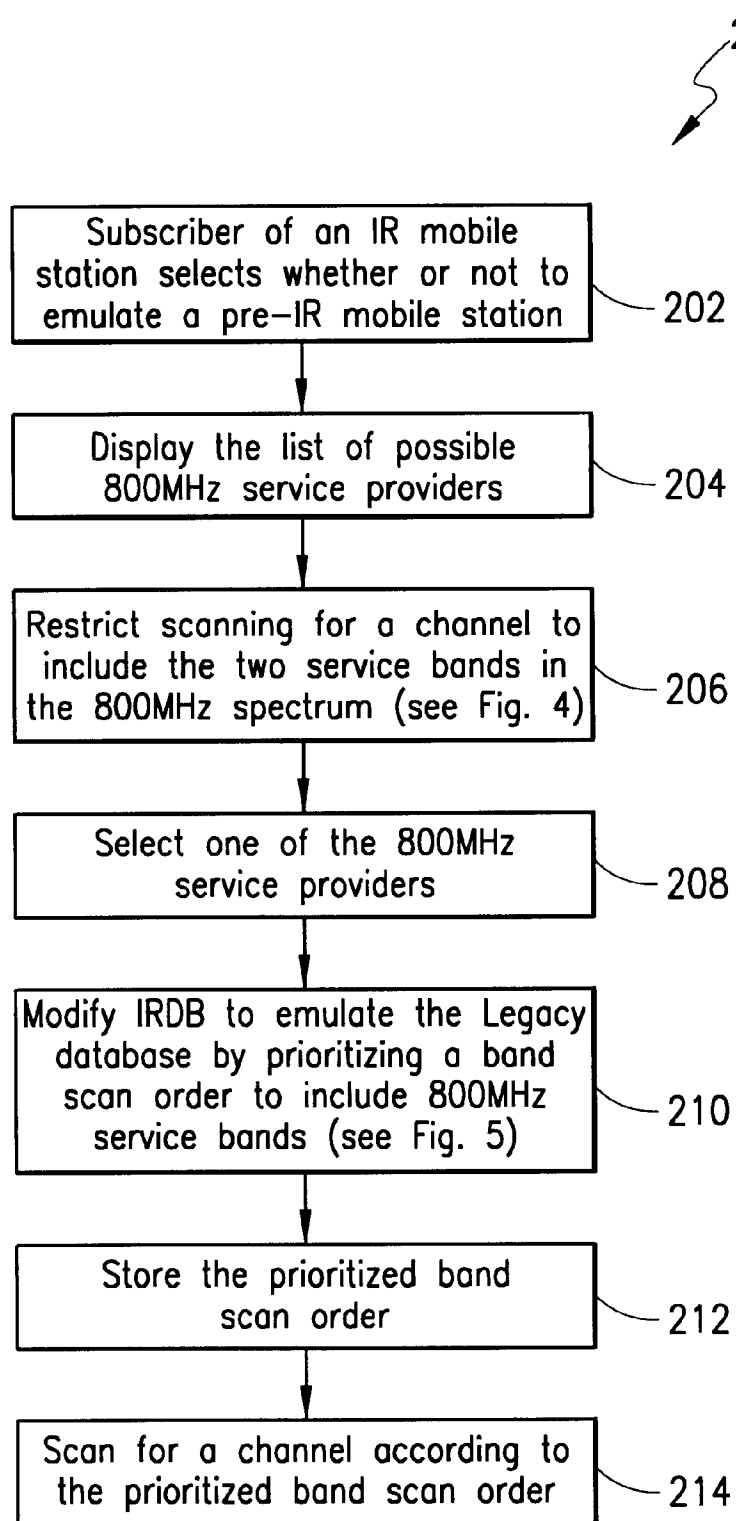 2
Subscriber of an IR mobile
station selects whether or not to
emulate a pre-IR mobile station
202
Display the list of possible
800MHz service providers
204
Restrict scanning for a channel to
include the two service bands in
the 800MHz spectrum (see Fig. 4)
206
Select one of the 800MHz
service providers
208
Modify IRDB to emulate the Legacy
database by prioritizing a band
scan order to include 800MHz
service bands (see Fig. 5)
210
Store the prioritized band
scan order
212
Scan for a channel according to
the prioritized band scan order
214